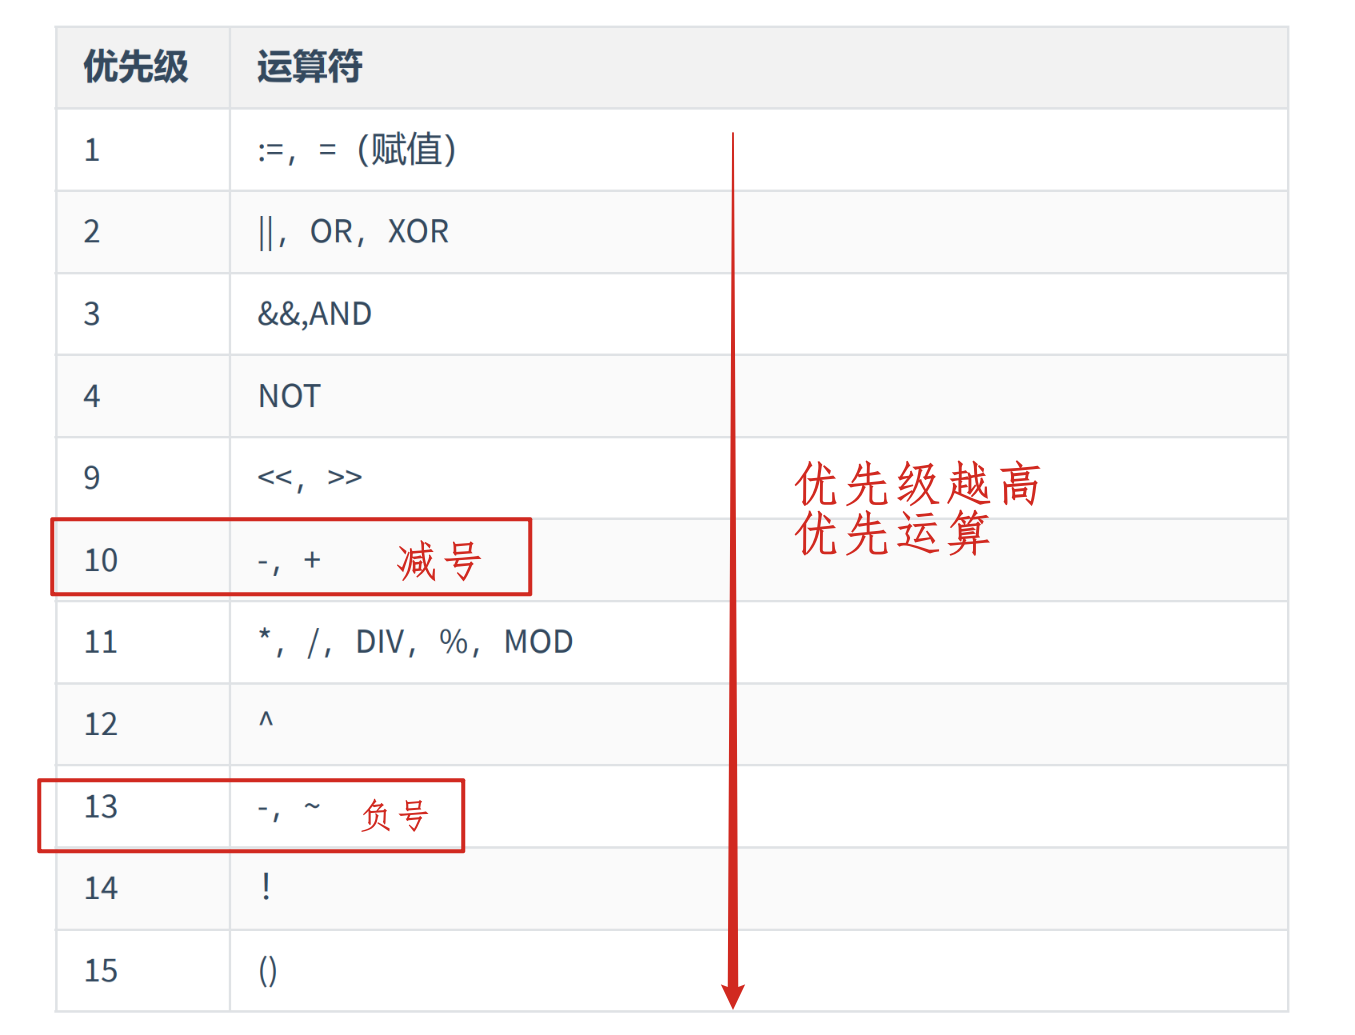 优先级 运算符
1 :=, = (赋值)
2 ||, OR, XOR
3 &&,AND
4 NOT
9 <<, >>
10 -, + 减号
11 *, /, DIV, %, MOD
12 ^
13 -, ~ 负号
14 !
15 ()
优先级越高
优先运算